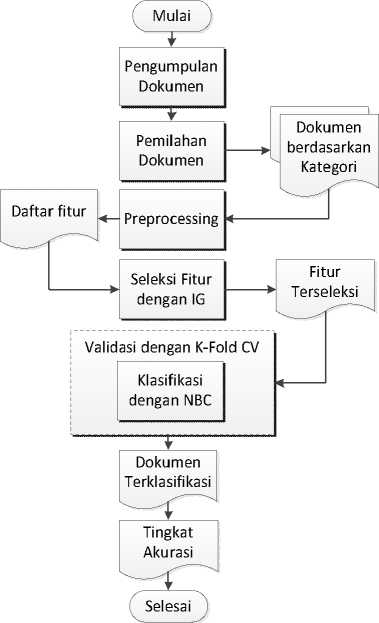 Mulai
Pengumpulan
Dokumen
Pemilahan
Dokumen
Dokumen
berdasarkan
Kategori
Daftar fitur
Preprocessing
Seleksi Fitur
dengan IG
Fitur
Terseleksi
Validasi dengan K-Fold CV
Klasifikasi
dengan NBC
Dokumen
Terklasifikasi
Tingkat
Akurasi
Selesai